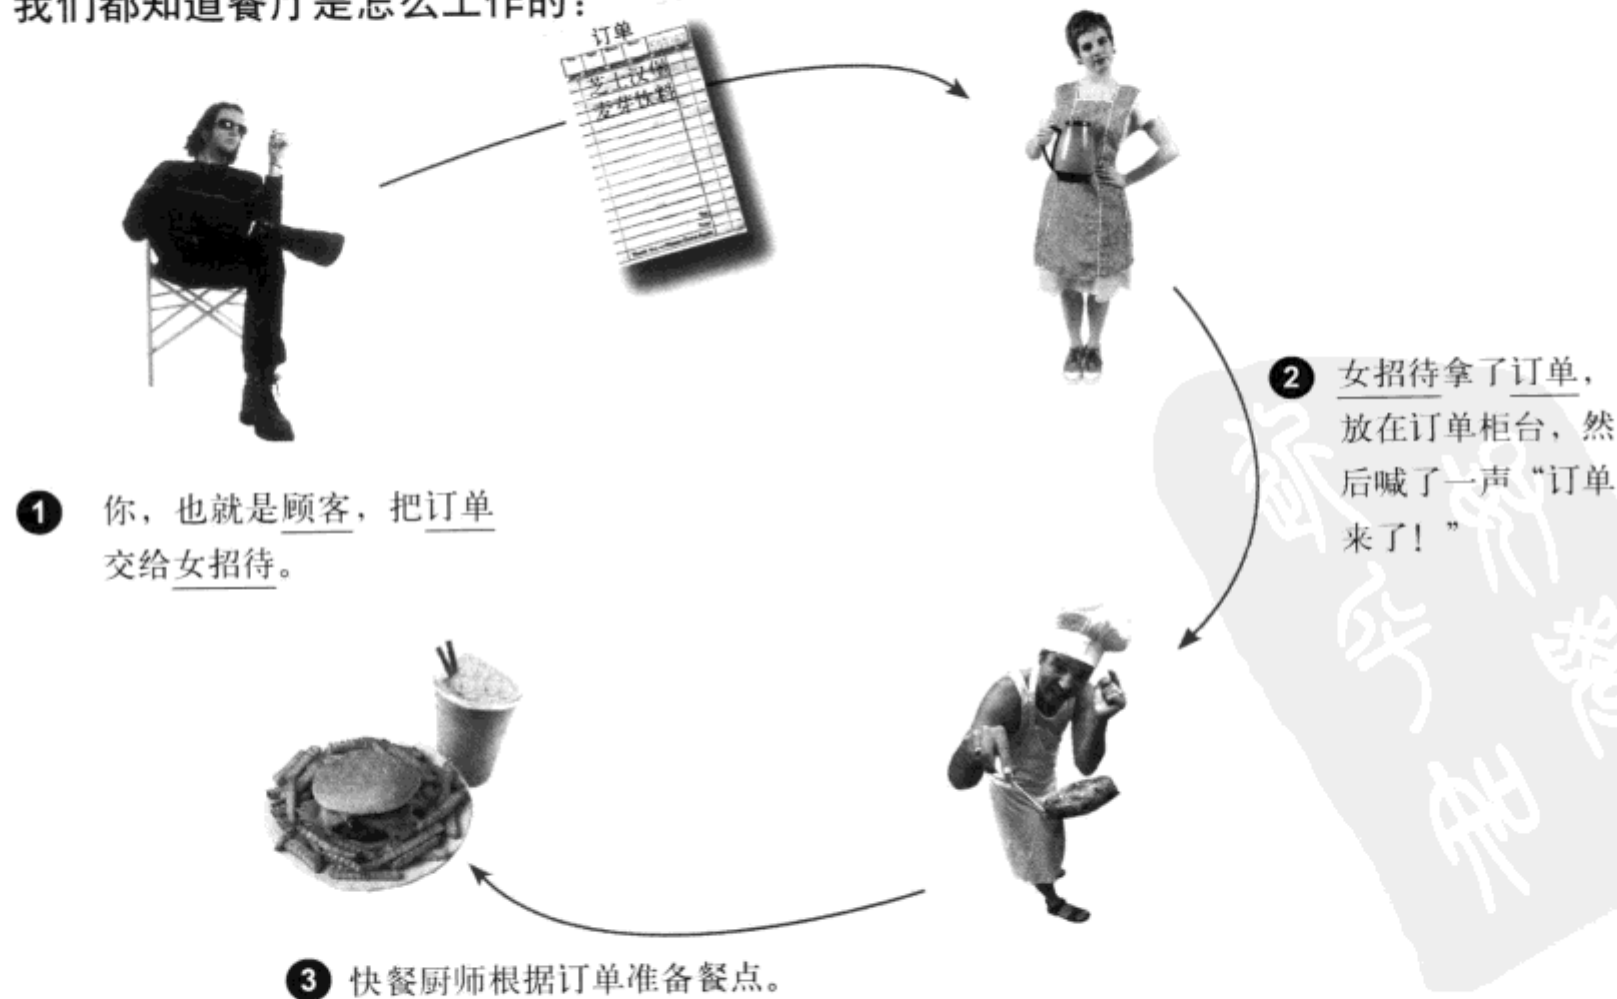 我们都知道餐厅是怎么工作的：
订单
芝士汉堡
麦芽饮料
❶ 你，也就是顾客，把订单
交给女招待。
❷ 女招待拿了订单，
放在订单柜台，然
后喊了一声“订单
来了！”
❸ 快餐厨师根据订单准备餐点。